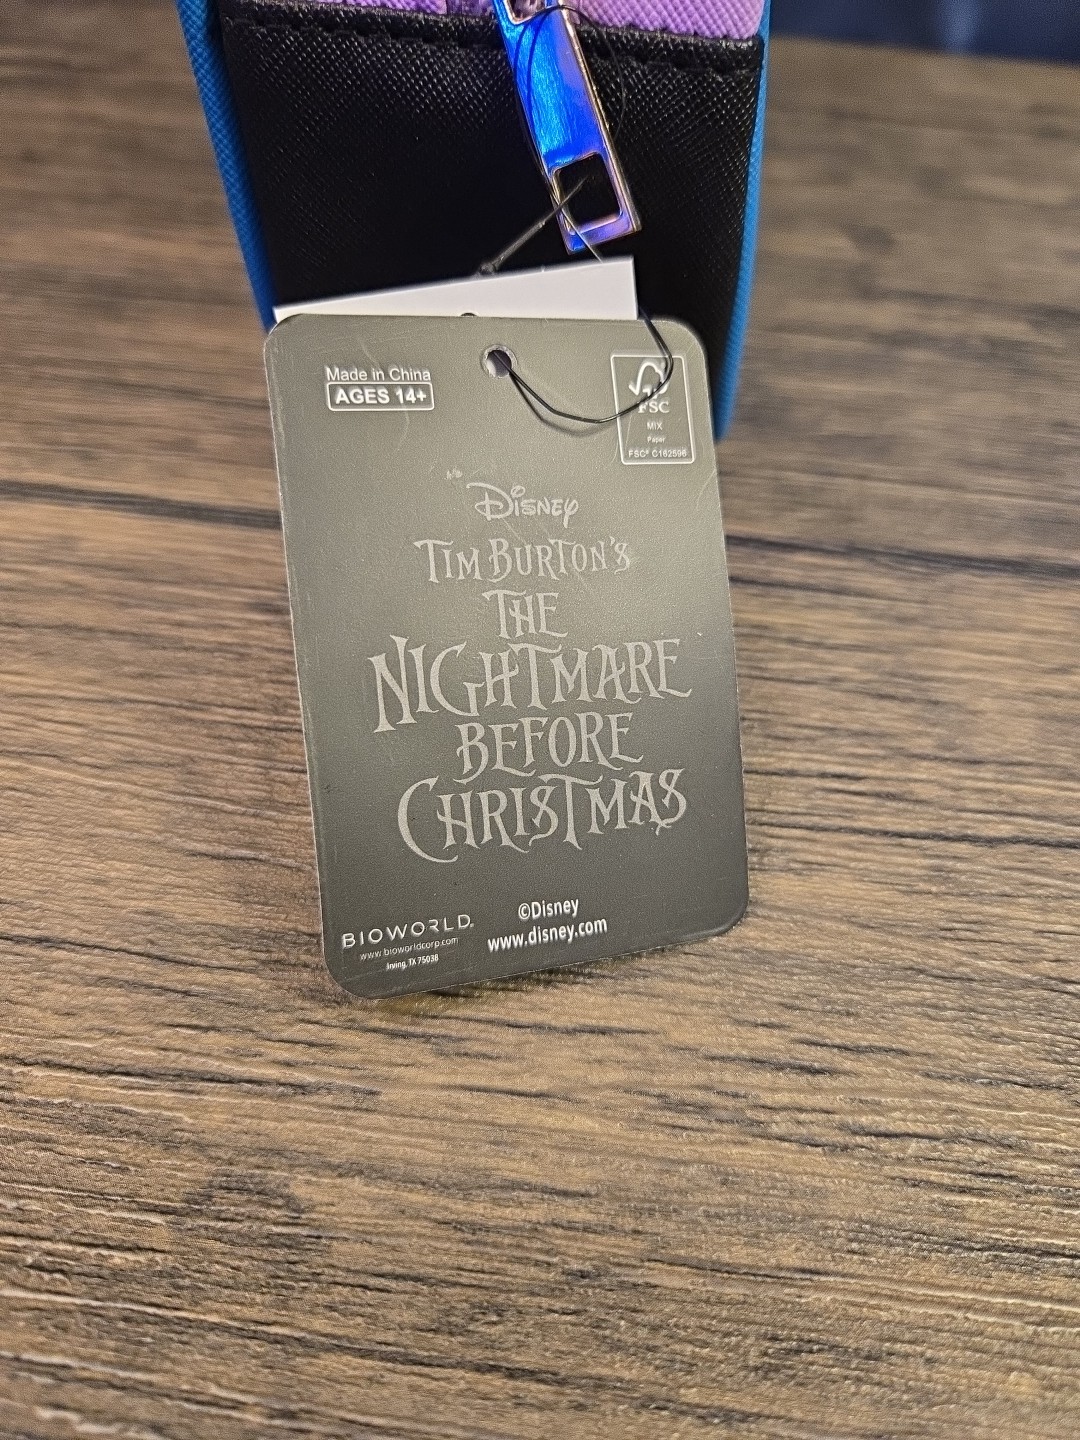 Made in China
AGES 14+
FSC
MIX
Paper
FSC® C162596
Disney
TIM BURTON'S
THE
NIGHTMARE
BEFORE
CHRISTMAS
BIOWORLD®
www.bioworldcorp.com
Irving, TX 75038
©Disney
www.disney.com